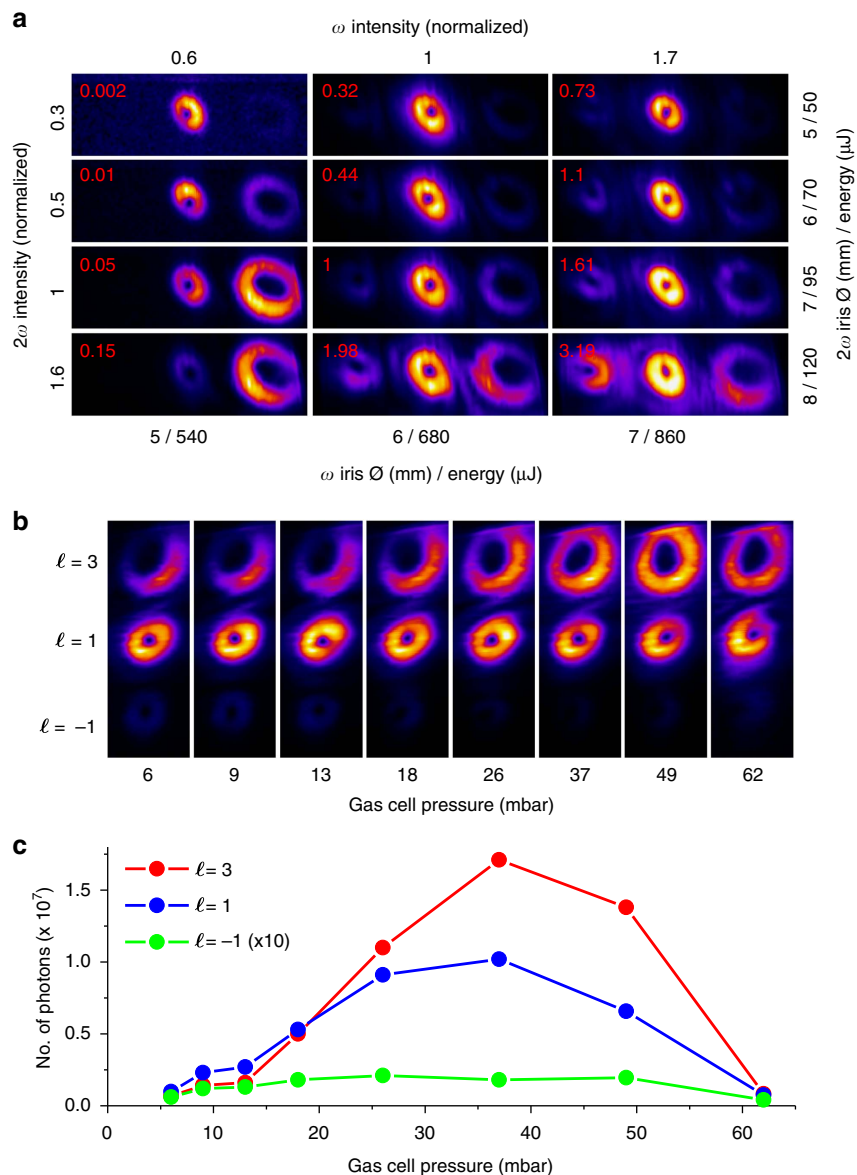 a
ω intensity (normalized)
0.6 1 1.7
2ω intensity (normalized)
0.3 0.5 1 1.6
0.002 0.32 0.73
0.01 0.44 1.1
0.05 1 1.61
0.15 1.98 3.19
5 / 50 6 / 70 7 / 95 8 / 120
2ω iris Ø (mm) / energy (μJ)
5 / 540 6 / 680 7 / 860
ω iris Ø (mm) / energy (μJ)
b
ℓ = 3
ℓ = 1
ℓ = −1
6 9 13 18 26 37 49 62
Gas cell pressure (mbar)
c
ℓ = 3
ℓ = 1
ℓ = −1 (x10)
No. of photons (x 10⁷)
1.5
1.0
0.5
0.0
0 10 20 30 40 50 60
Gas cell pressure (mbar)